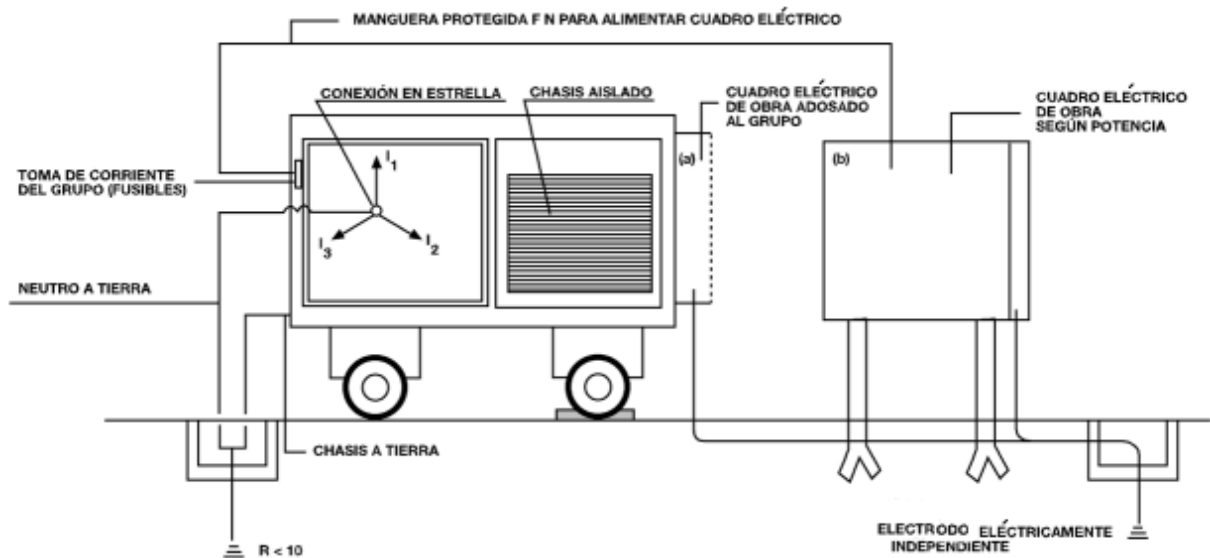 MANGUERA PROTEGIDA F N PARA ALIMENTAR CUADRO ELÉCTRICO
CONEXIÓN EN ESTRELLA
CHASIS AISLADO
CUADRO ELÉCTRICO
DE OBRA ADOSADO
AL GRUPO
CUADRO ELÉCTRICO
DE OBRA
SEGÚN POTENCIA
(a)
(b)
TOMA DE CORRIENTE
DEL GRUPO (FUSIBLES)
I1
I3
I2
NEUTRO A TIERRA
CHASIS A TIERRA
R < 10
ELECTRODO ELÉCTRICAMENTE
INDEPENDIENTE